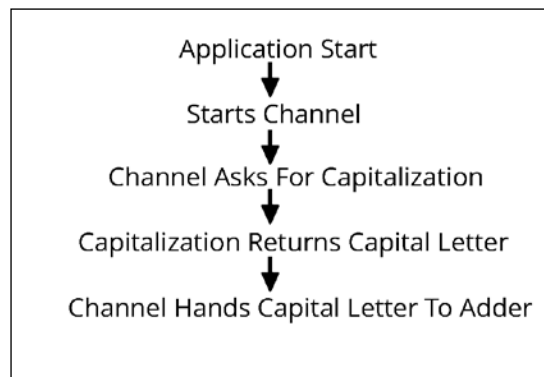 Application Start
Starts Channel
Channel Asks For Capitalization
Capitalization Returns Capital Letter
Channel Hands Capital Letter To Adder